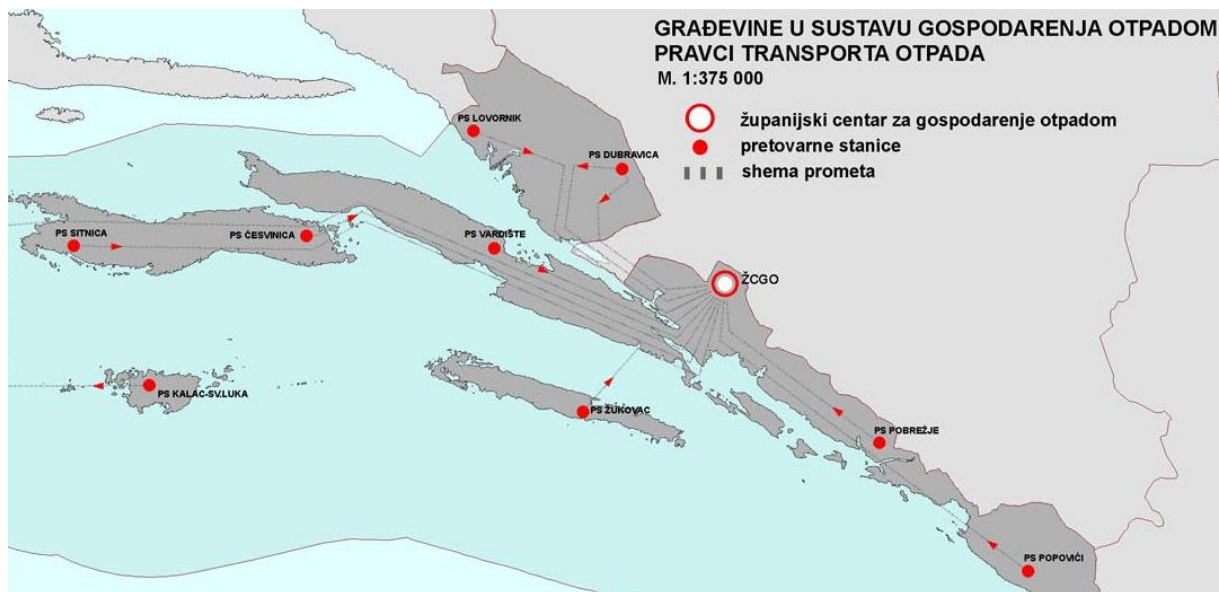 GRAĐEVINE U SUSTAVU GOSPODARENJA OTPADOM
PRAVCI TRANSPORTA OTPADA
M. 1:375 000
županijski centar za gospodarenje otpadom
pretovarne stanice
shema prometa
PS LOVORNIK
PS DUBRAVICA
PS SITNICA
PS ČESVINICA
PS VARDIŠTE
ŽCGO
PS KALAC-SV.LUKA
PS ŽUKOVAC
PS POBREŽJE
PS POPOVIĆI